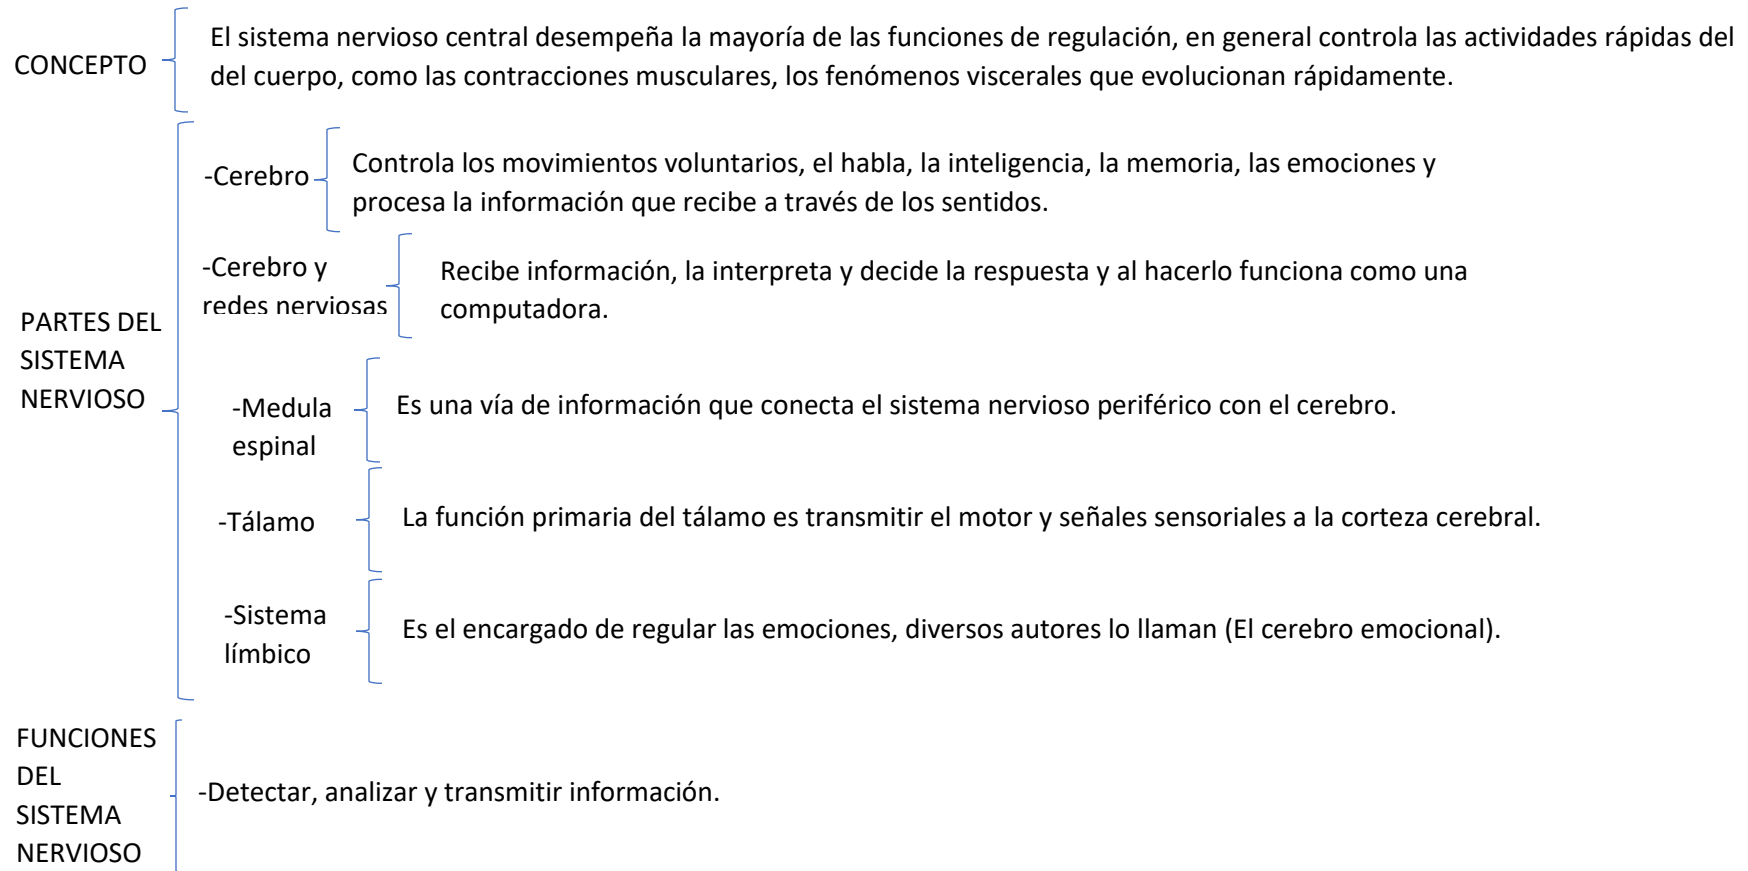 CONCEPTO
El sistema nervioso central desempeña la mayoría de las funciones de regulación, en general controla las actividades rápidas del
del cuerpo, como las contracciones musculares, los fenómenos viscerales que evolucionan rápidamente.
PARTES DEL
SISTEMA
NERVIOSO
-Cerebro
Controla los movimientos voluntarios, el habla, la inteligencia, la memoria, las emociones y
procesa la información que recibe a través de los sentidos.
-Cerebro y
redes nerviosas
Recibe información, la interpreta y decide la respuesta y al hacerlo funciona como una
computadora.
-Medula
espinal
Es una vía de información que conecta el sistema nervioso periférico con el cerebro.
-Tálamo
La función primaria del tálamo es transmitir el motor y señales sensoriales a la corteza cerebral.
-Sistema
límbico
Es el encargado de regular las emociones, diversos autores lo llaman (El cerebro emocional).
FUNCIONES
DEL
SISTEMA
NERVIOSO
-Detectar, analizar y transmitir información.